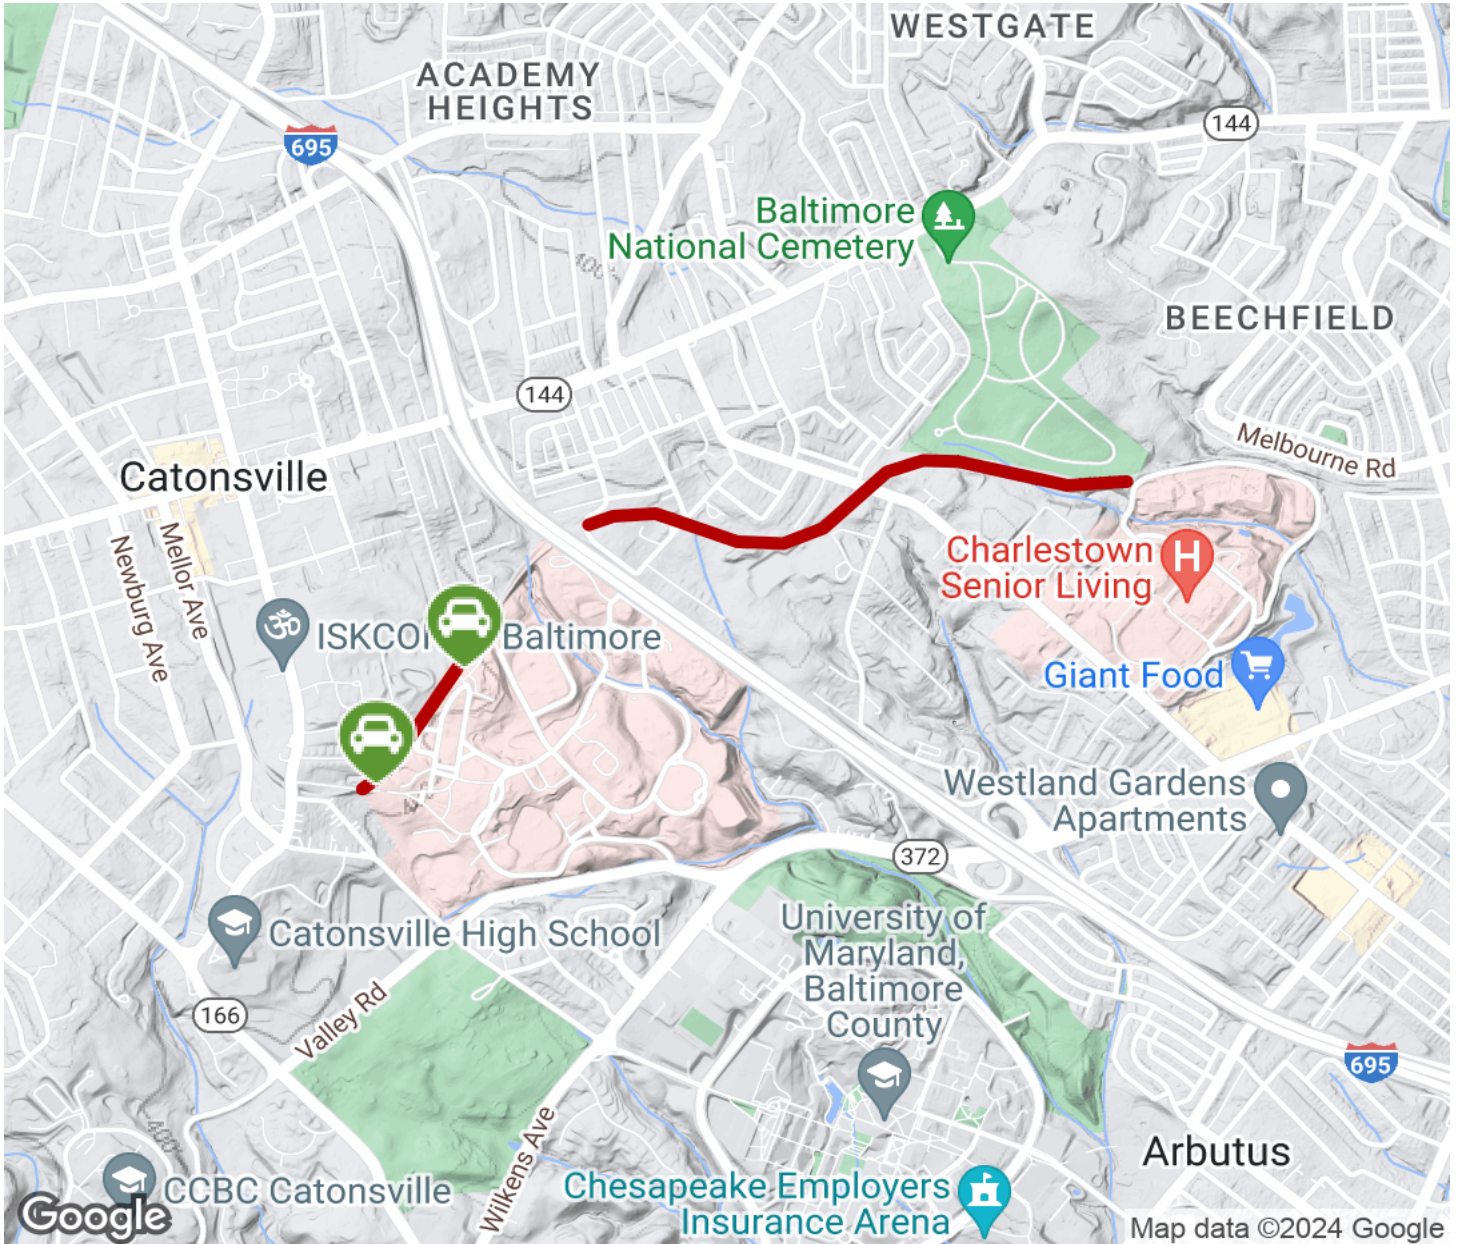 WESTGATE
ACADEMY
HEIGHTS
144
695
Baltimore
National Cemetery
BEECHFIELD
144
Melbourne Rd
Catonsville
Mellor Ave
Newburg Ave
Charlestown
Senior Living
H
ISKCO
Baltimore
Giant Food
Westland Gardens
Apartments
372
Catonsville High School
University of
Maryland,
Baltimore
County
166
Valley Rd
695
Wilkens Ave
Arbutus
CCBC Catonsville
Chesapeake Employers
Insurance Arena
Google
Map data ©2024 Google